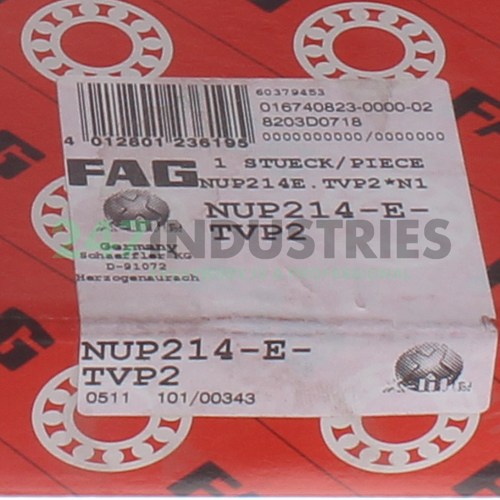 60379453
016740823-0000-02
8203D0718
0000000000/0000000
4 012801 236195
FAG
1 STUECK/PIECE
NUP214E.TVP2*N1
NUP214-E-
TVP2
INDUSTRIES
Germany
Schaeffler KG
D-91072
Herzogenaurach
NUP214-E-
TVP2
0511 101/00343
FAG